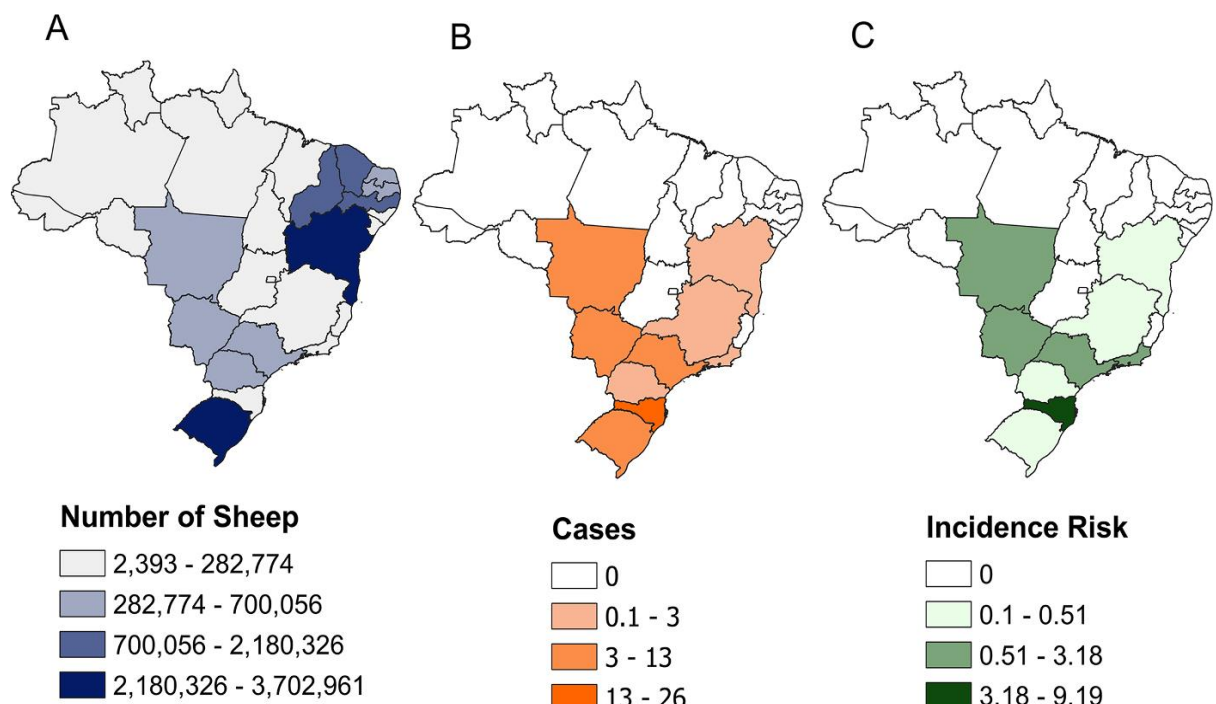 A
B
C
Number of Sheep
2,393 - 282,774
282,774 - 700,056
700,056 - 2,180,326
2,180,326 - 3,702,961
Cases
0
0.1 - 3
3 - 13
13 - 26
Incidence Risk
0
0.1 - 0.51
0.51 - 3.18
3.18 - 9.19